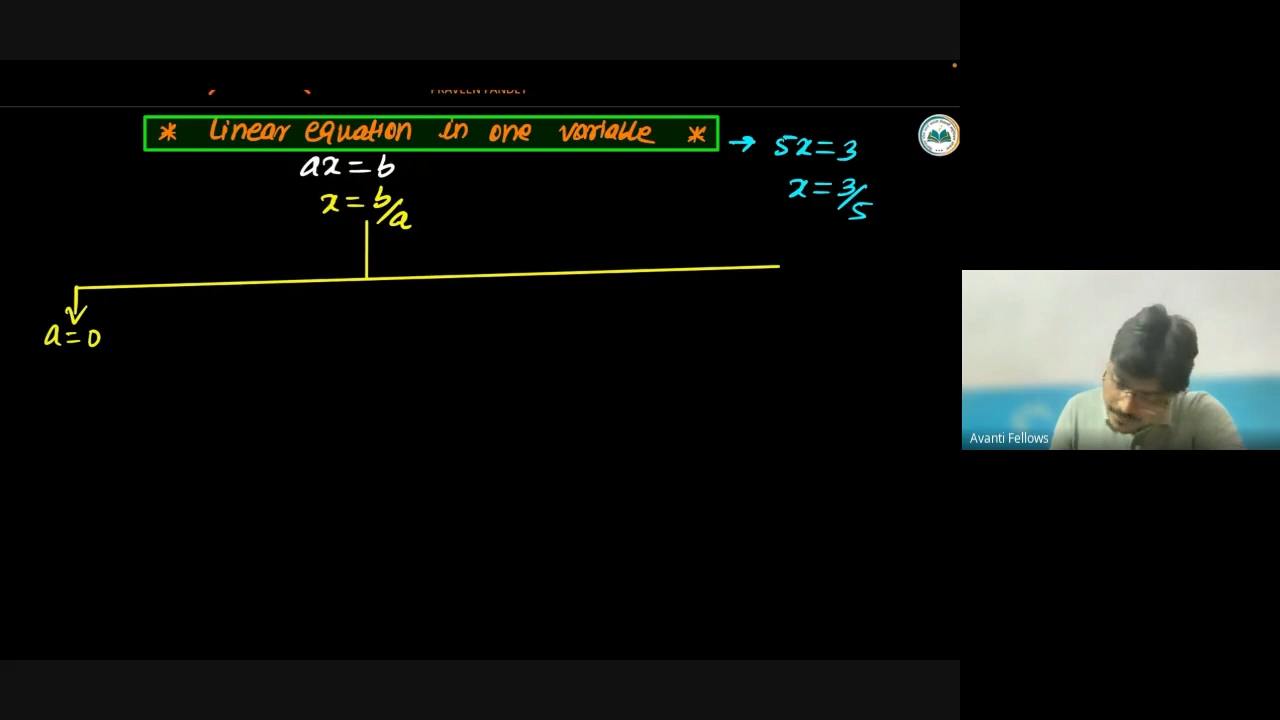 * Linear equation in one variable *
→ 5x=3
ax=b
x=3/5
x=b/a
a=0
Avanti Fellows